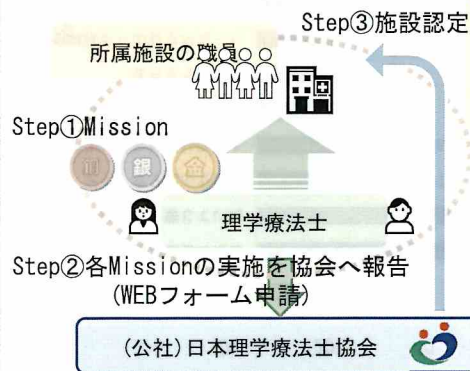 Step③施設認定
所属施設の職員
Step①Mission
銅 銀 金
理学療法士
Step②各Missionの実施を協会へ報告
(WEBフォーム申請)
(公社)日本理学療法士協会